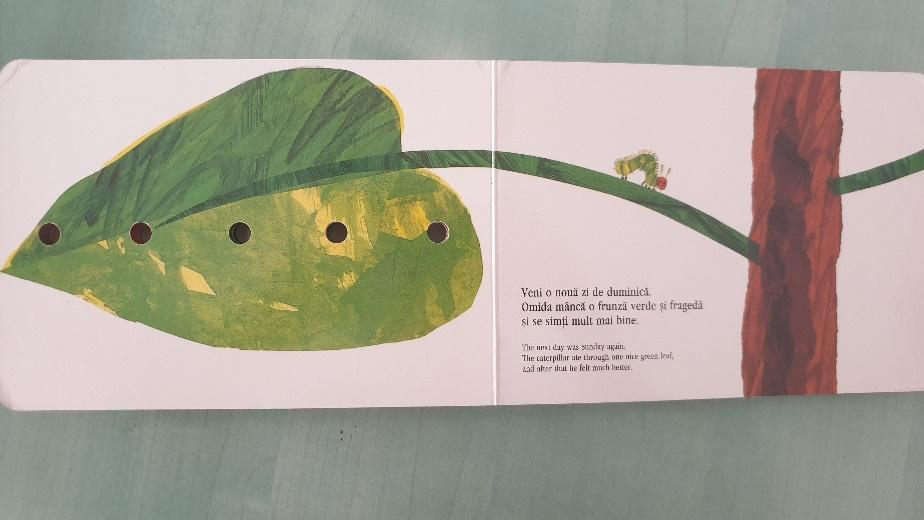 Veni o nouă zi de duminică.
Omida mâncă o frunză verde și fragedă
și se simți mult mai bine.
The next day was Sunday again.
The caterpillar ate through one nice green leaf,
and after that he felt much better.